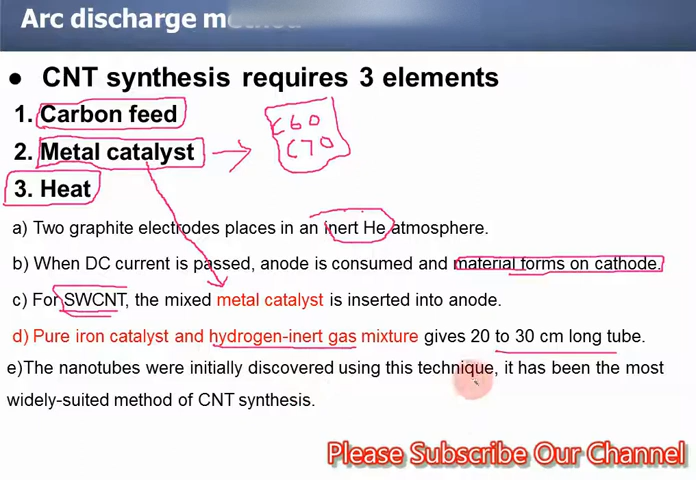 Arc discharge m
● CNT synthesis requires 3 elements
1. Carbon feed
2. Metal catalyst
C60
C70
3. Heat
a) Two graphite electrodes places in an inert He atmosphere.
b) When DC current is passed, anode is consumed and material forms on cathode.
c) For SWCNT, the mixed metal catalyst is inserted into anode.
d) Pure iron catalyst and hydrogen-inert gas mixture gives 20 to 30 cm long tube.
e)The nanotubes were initially discovered using this technique, it has been the most
widely-suited method of CNT synthesis.
Please Subscribe Our Channel